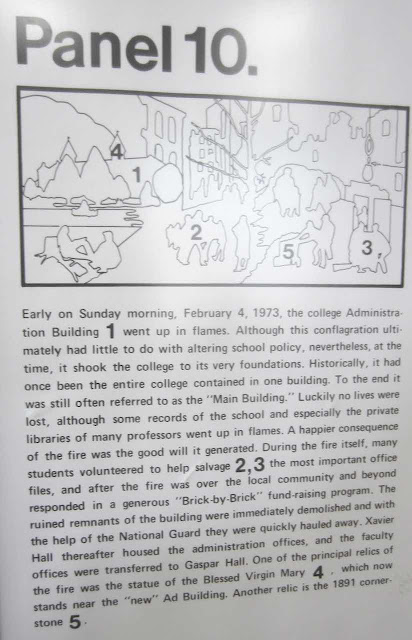 Panel 10.
4
1
2
5
3
Early on Sunday morning, February 4, 1973, the college Administra-
tion Building 1 went up in flames. Although this conflagration ulti-
mately had little to do with altering school policy, nevertheless, at the
time, it shook the college to its very foundations. Historically, it had
once been the entire college contained in one building. To the end it
was still often referred to as the "Main Building." Luckily no lives were
lost, although some records of the school and especially the private
libraries of many professors went up in flames. A happier consequence
of the fire was the good will it generated. During the fire itself, many
students volunteered to help salvage 2,3 the most important office
files, and after the fire was over the local community and beyond
responded in a generous "Brick-by-Brick" fund-raising program. The
ruined remnants of the building were immediately demolished and with
the help of the National Guard they were quickly hauled away. Xavier
Hall thereafter housed the administration offices, and the faculty
offices were transferred to Gaspar Hall. One of the principal relics of
the fire was the statue of the Blessed Virgin Mary 4 , which now
stands near the "new" Ad Building. Another relic is the 1891 corner-
stone 5 .